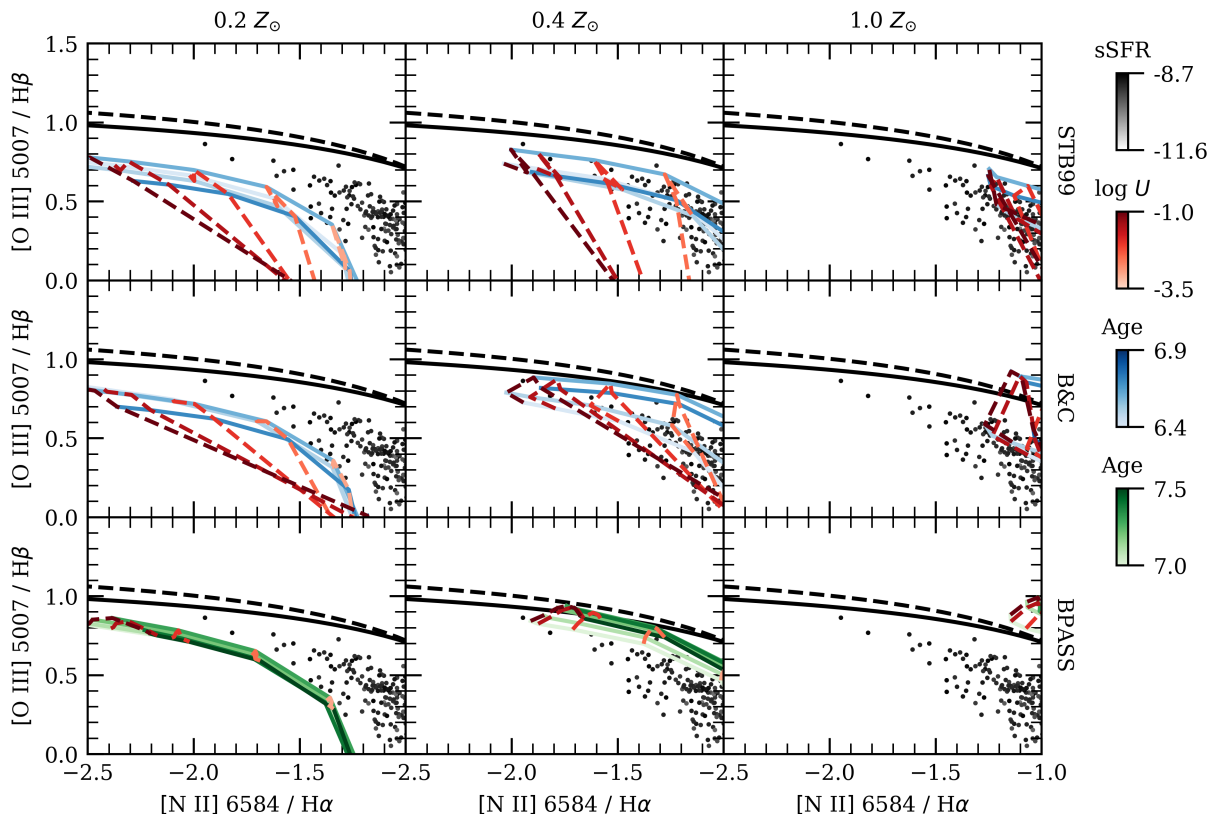 0.2 Z⊙ 0.4 Z⊙ 1.0 Z⊙
1.5
1.0
0.5
0.0
[O III] 5007 / Hβ
STB99
1.0
0.5
0.0
[O III] 5007 / Hβ
B&C
1.0
0.5
0.0
[O III] 5007 / Hβ
BPASS
−2.5 −2.0 −1.5 −2.5 −2.0 −1.5 −2.5 −2.0 −1.5 −1.0
[N II] 6584 / Hα [N II] 6584 / Hα [N II] 6584 / Hα
sSFR
-8.7
-11.6
log U
-1.0
-3.5
Age
6.9
6.4
Age
7.5
7.0